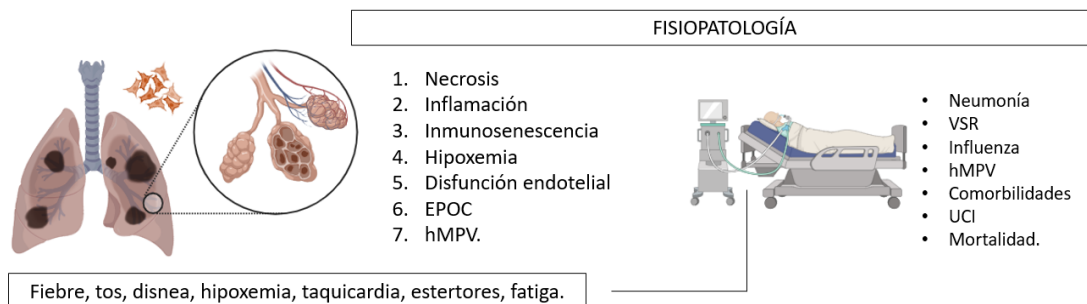 FISIOPATOLOGÍA
1. Necrosis
2. Inflamación
3. Inmunosenescencia
4. Hipoxemia
5. Disfunción endotelial
6. EPOC
7. hMPV.
• Neumonía
• VSR
• Influenza
• hMPV
• Comorbilidades
• UCI
• Mortalidad.
Fiebre, tos, disnea, hipoxemia, taquicardia, estertores, fatiga.